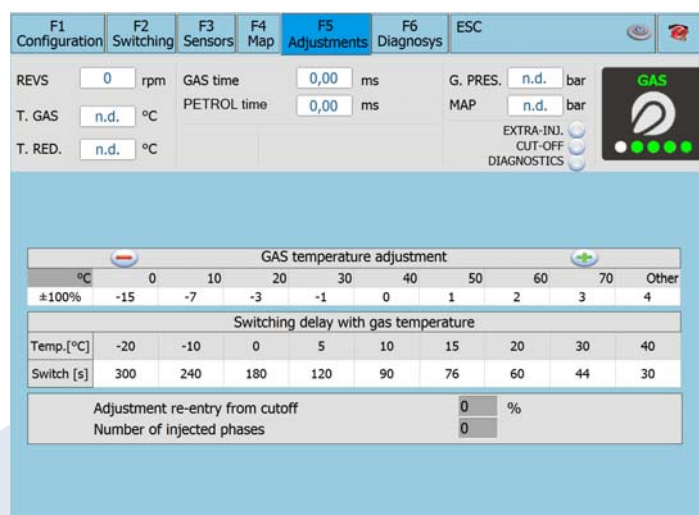 F1 F2 F3 F4 F5 F6 ESC
Configuration Switching Sensors Map Adjustments Diagnosys
REVS 0 rpm GAS time 0,00 ms G. PRES. n.d. bar GAS
T. GAS n.d. ºC PETROL time 0,00 ms MAP n.d. bar
T. RED. n.d. ºC EXTRA-INJ.
CUT-OFF
DIAGNOSTICS
GAS temperature adjustment
ºC 0 10 20 30 40 50 60 70 Other
±100% -15 -7 -3 -1 0 1 2 3 4
Switching delay with gas temperature
Temp.[ºC] -20 -10 0 5 10 15 20 30 40
Switch [s] 300 240 180 120 90 76 60 44 30
Adjustment re-entry from cutoff 0 %
Number of injected phases 0